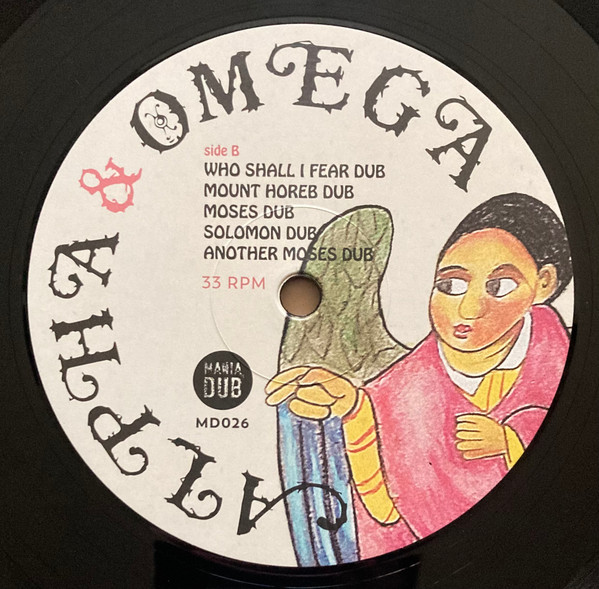 ALPHA & OMEGA
side B
WHO SHALL I FEAR DUB
MOUNT HOREB DUB
MOSES DUB
SOLOMON DUB
ANOTHER MOSES DUB
33 RPM
MANIA
DUB
MD026